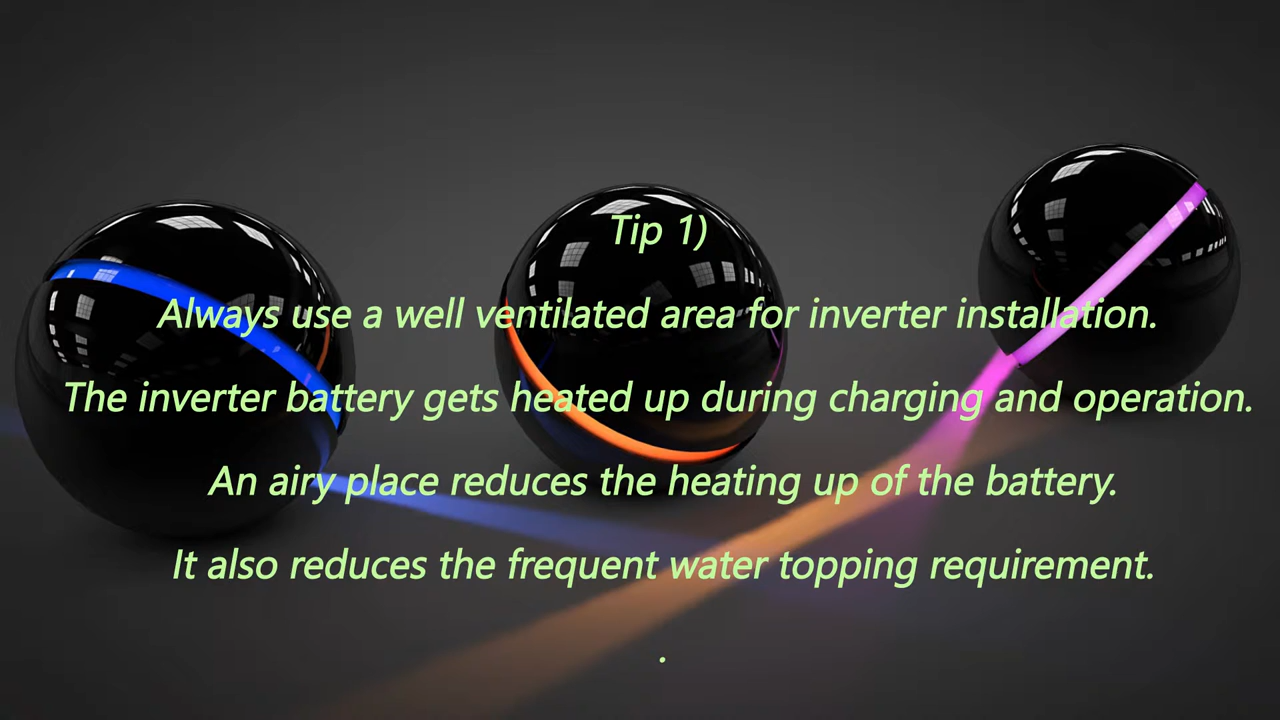 Tip 1)
Always use a well ventilated area for inverter installation.
The inverter battery gets heated up during charging and operation.
An airy place reduces the heating up of the battery.
It also reduces the frequent water topping requirement.
.